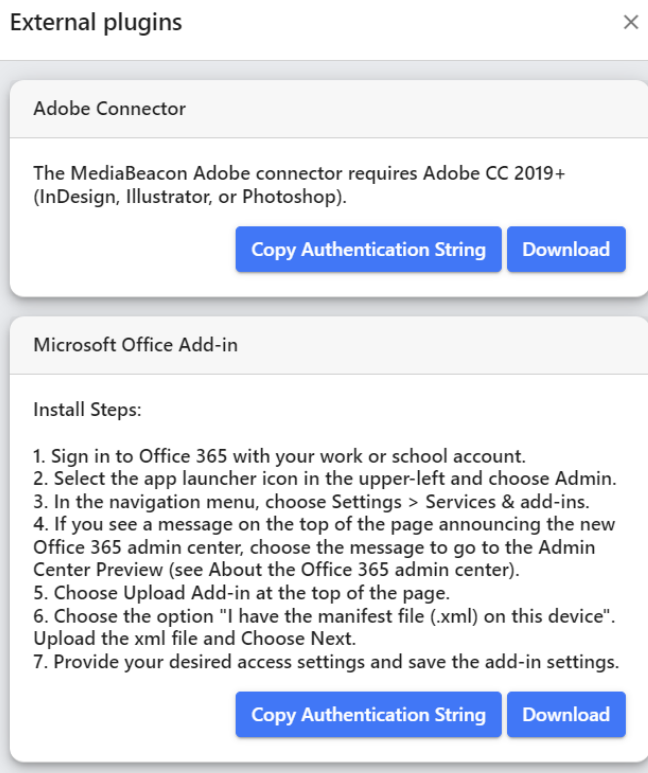 External plugins
Adobe Connector
The MediaBeacon Adobe connector requires Adobe CC 2019+
(InDesign, Illustrator, or Photoshop).
Copy Authentication String
Download
Microsoft Office Add-in
Install Steps:
1. Sign in to Office 365 with your work or school account.
2. Select the app launcher icon in the upper-left and choose Admin.
3. In the navigation menu, choose Settings > Services & add-ins.
4. If you see a message on the top of the page announcing the new
Office 365 admin center, choose the message to go to the Admin
Center Preview (see About the Office 365 admin center).
5. Choose Upload Add-in at the top of the page.
6. Choose the option "I have the manifest file (.xml) on this device".
Upload the xml file and Choose Next.
7. Provide your desired access settings and save the add-in settings.
Copy Authentication String
Download